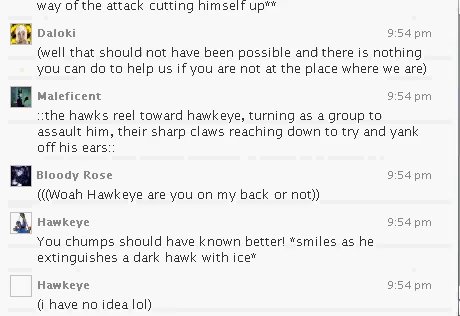 way of the attack cutting himself up**
Daloki 9:54 pm
(well that should not have been possible and there is nothing
you can do to help us if you are not at the place where we are)
Maleficent 9:54 pm
::the hawks reel toward hawkeye, turning as a group to
assault him, their sharp claws reaching down to try and yank
off his ears::
Bloody Rose 9:54 pm
(((Woah Hawkeye are you on my back or not))
Hawkeye 9:54 pm
You chumps should have known better! *smiles as he
extinguishes a dark hawk with ice*
Hawkeye 9:54 pm
(i have no idea lol)